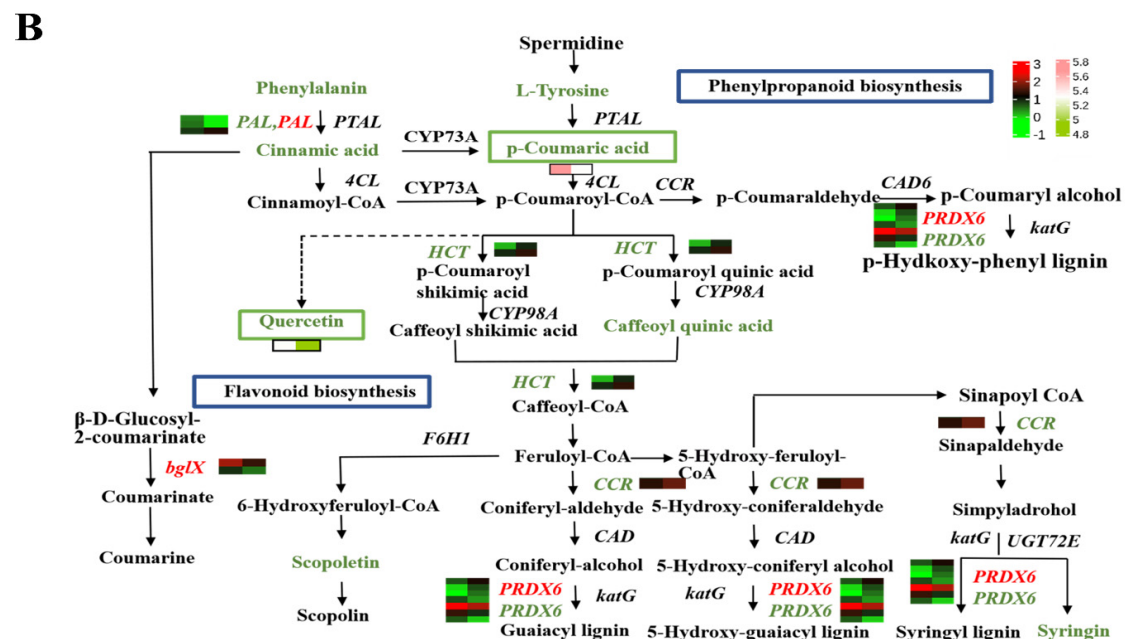 B
Spermidine
Phenylpropanoid biosynthesis
3
2
1
0
-1
5.8
5.6
5.4
5.2
5
4.8
Phenylalanin
L-Tyrosine
PAL,PAL
PTAL
PTAL
Cinnamic acid
CYP73A
p-Coumaric acid
4CL
4CL
CCR
CAD6
Cinnamoyl-CoA
CYP73A
p-Coumaroyl-CoA
p-Coumaraldehyde
p-Coumaryl alcohol
PRDX6
katG
PRDX6
p-Hydkoxy-phenyl lignin
HCT
HCT
p-Coumaroyl
shikimic acid
p-Coumaroyl quinic acid
CYP98A
CYP98A
Quercetin
Caffeoyl shikimic acid
Caffeoyl quinic acid
Flavonoid biosynthesis
HCT
Caffeoyl-CoA
Sinapoyl CoA
CCR
Sinapaldehyde
β-D-Glucosyl-
2-coumarinate
F6H1
Feruloyl-CoA
5-Hydroxy-feruloyl-
CoA
bglX
CCR
CCR
Coumarinate
6-Hydroxyferuloyl-CoA
Coniferyl-aldehyde
5-Hydroxy-coniferaldehyde
Simpyladrohol
CAD
CAD
katG
UGT72E
Coumarine
Scopoletin
Coniferyl-alcohol
5-Hydroxy-coniferyl alcohol
PRDX6
katG
PRDX6
katG
PRDX6
PRDX6
PRDX6
PRDX6
Scopolin
Guaiacyl lignin
5-Hydroxy-guaiacyl lignin
Syringyl lignin
Syringin